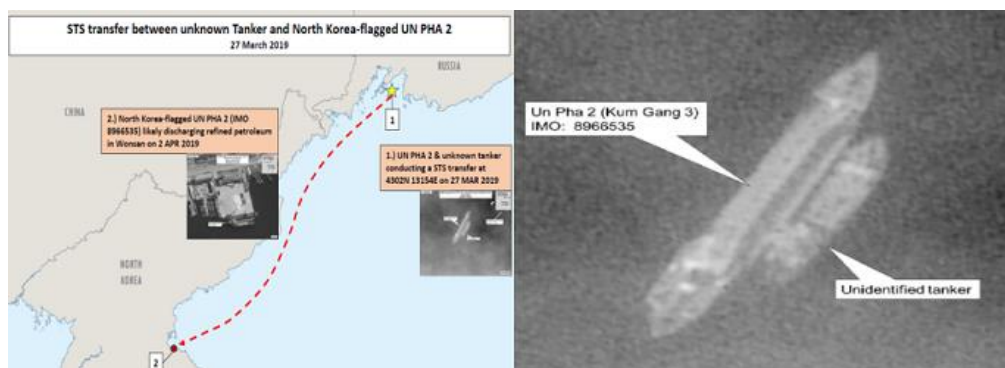 STS transfer between unknown Tanker and North Korea-flagged UN PHA 2
27 March 2019
RUSSIA
CHINA
1
2.) North Korea-flagged UN PHA 2 (IMO
8966535) likely discharging refined petroleum
in Wonsan on 2 APR 2019
1.) UN PHA 2 & unknown tanker
conducting a STS transfer at
4302N 13154E on 27 MAR 2019
NORTH
KOREA
2
Un Pha 2 (Kum Gang 3)
IMO: 8966535
Unidentified tanker